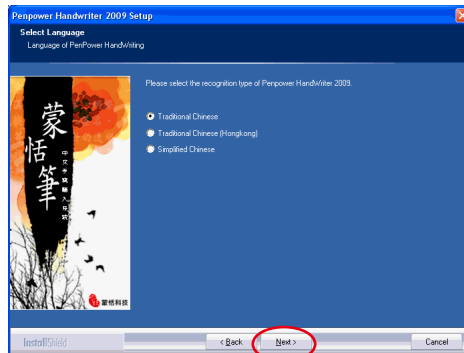 Penpower Handwriter 2009 Setup
Select Language
Language of PenPower HandWriting
Please select the recognition type of Penpower HandWriter 2009.
Traditional Chinese
Traditional Chinese (Hongkong)
Simplified Chinese
蒙恬筆
中文手寫輸入系統
蒙恬科技
InstallShield
< Back
Next >
Cancel